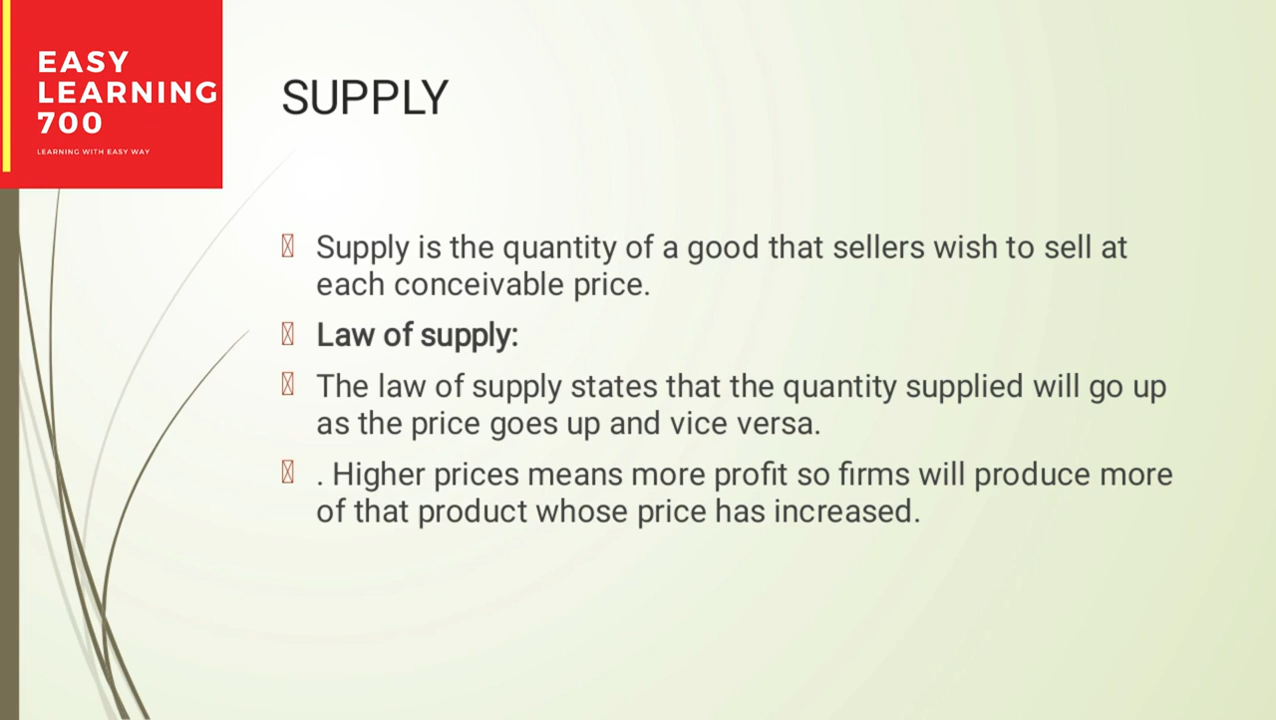 EASY
LEARNING
700
LEARNING WITH EASY WAY
SUPPLY
Supply is the quantity of a good that sellers wish to sell at
each conceivable price.
Law of supply:
The law of supply states that the quantity supplied will go up
as the price goes up and vice versa.
. Higher prices means more profit so firms will produce more
of that product whose price has increased.